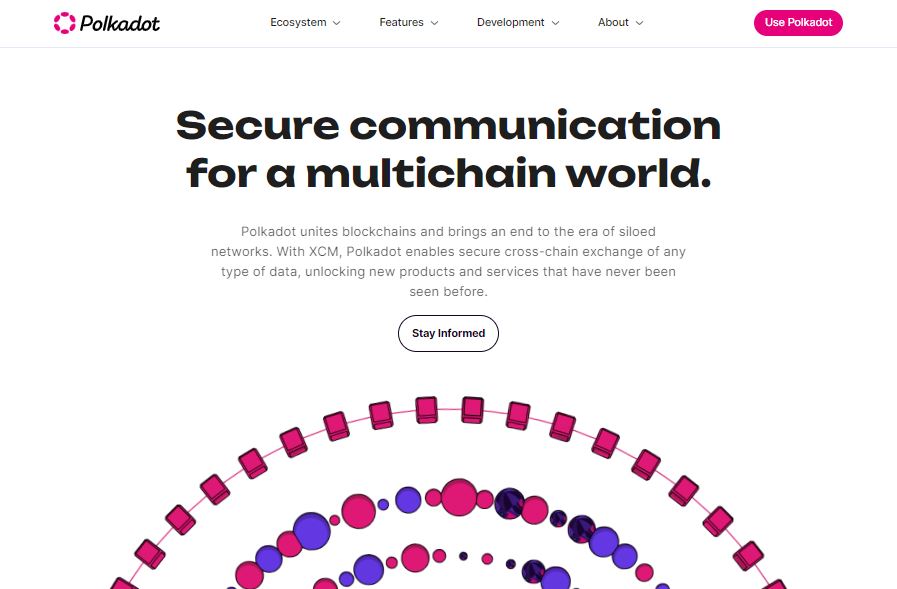 Polkadot
Ecosystem
Features
Development
About
Use Polkadot
Secure communication
for a multichain world.
Polkadot unites blockchains and brings an end to the era of siloed
networks. With XCM, Polkadot enables secure cross-chain exchange of any
type of data, unlocking new products and services that have never been
seen before.
Stay Informed